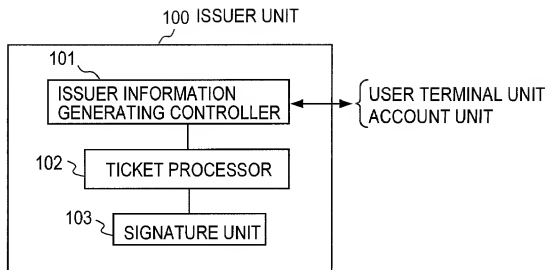 100 ISSUER UNIT
101
ISSUER INFORMATION
GENERATING CONTROLLER
USER TERMINAL UNIT
ACCOUNT UNIT
102
TICKET PROCESSOR
103
SIGNATURE UNIT